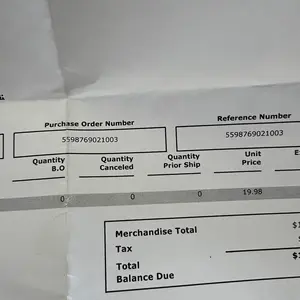 Purchase Order Number
Reference Number
5598769021003
5598769021003
Quantity B.O
Quantity Canceled
Quantity Prior Ship
Unit Price
0
0
0
19.98
Merchandise Total
Tax
Total
Balance Due